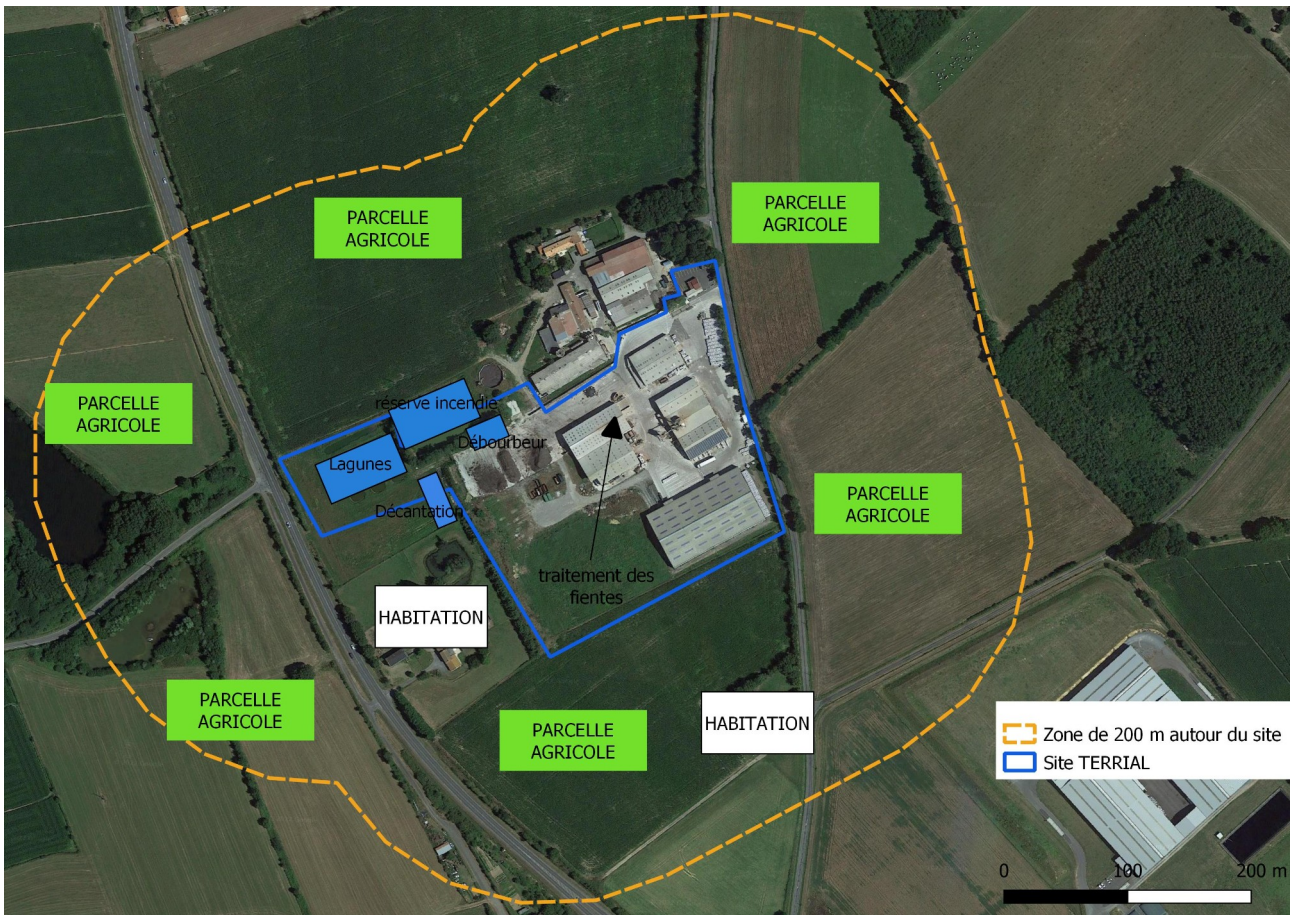 PARCELLE
AGRICOLE
PARCELLE
AGRICOLE
PARCELLE
AGRICOLE
réserve incendie
Débourbeur
Lagunes
Décantation
PARCELLE
AGRICOLE
traitement des
fientes
HABITATION
PARCELLE
AGRICOLE
PARCELLE
AGRICOLE
HABITATION
Zone de 200 m autour du site
Site TERRIAL
0 100 200 m